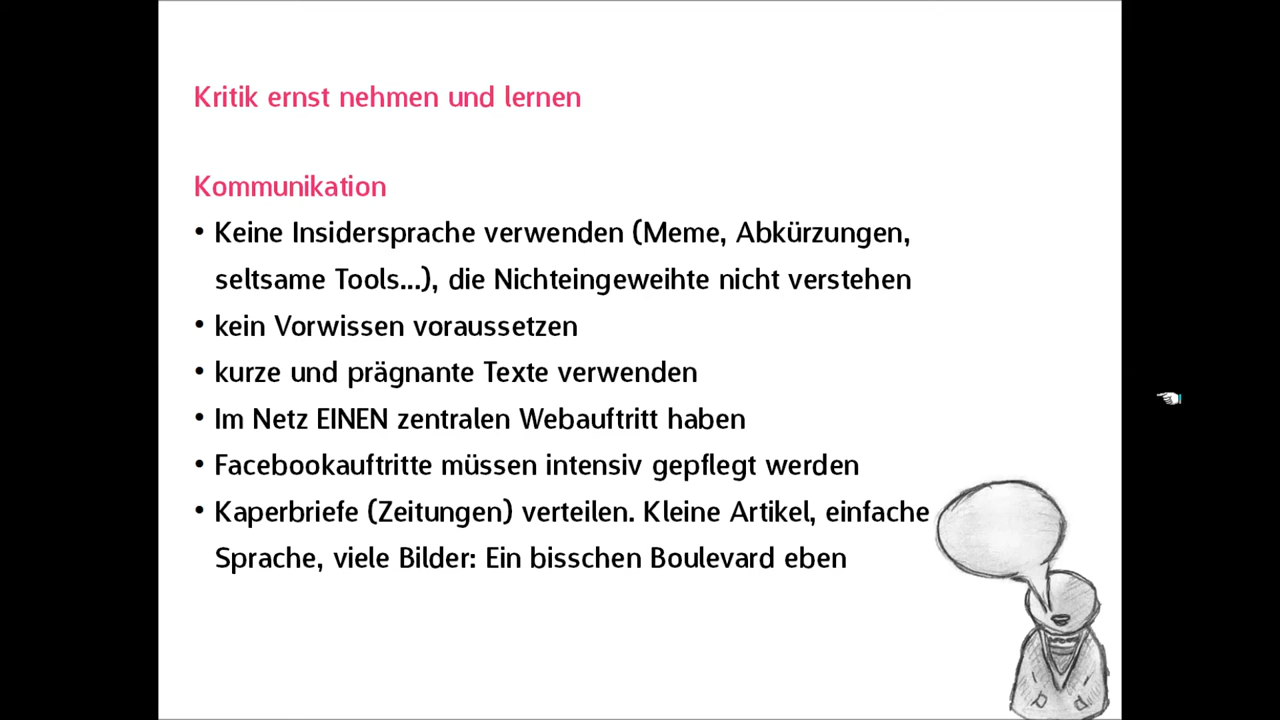 Kritik ernst nehmen und lernen
Kommunikation
• Keine Insidersprache verwenden (Meme, Abkürzungen,
seltsame Tools...), die Nichteingeweihte nicht verstehen
• kein Vorwissen voraussetzen
• kurze und prägnante Texte verwenden
• Im Netz EINEN zentralen Webauftritt haben
• Facebookauftritte müssen intensiv gepflegt werden
• Kaperbriefe (Zeitungen) verteilen. Kleine Artikel, einfache
Sprache, viele Bilder: Ein bisschen Boulevard eben